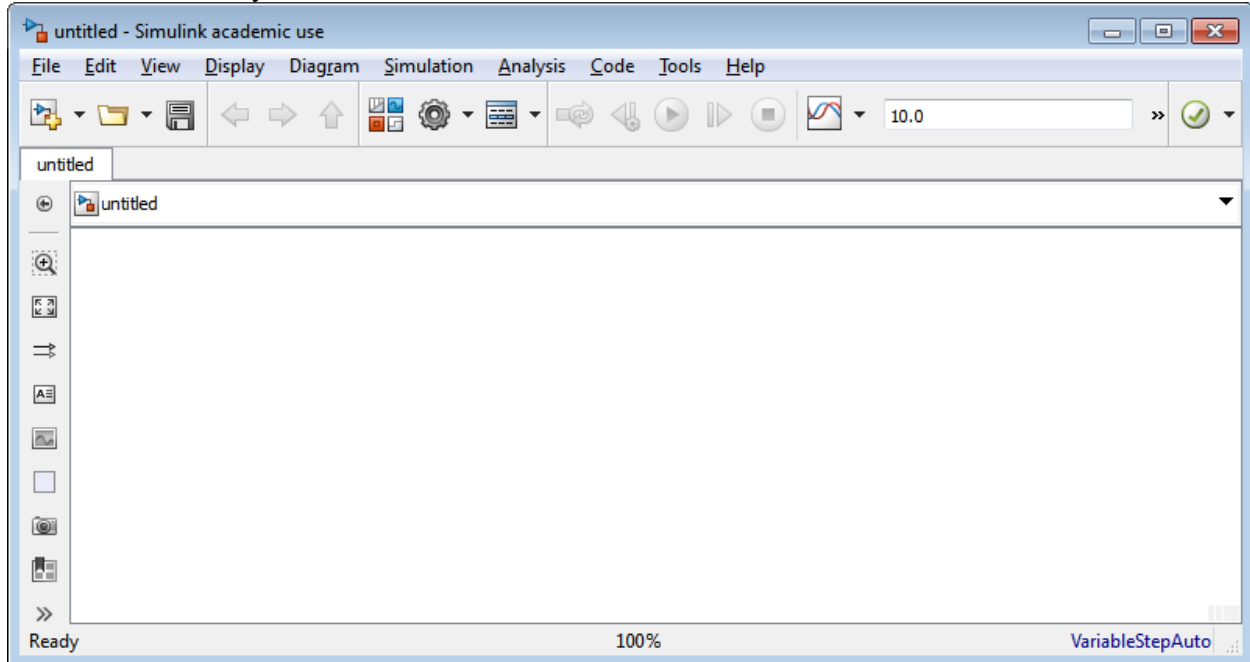 untitled - Simulink academic use
File Edit View Display Diagram Simulation Analysis Code Tools Help
10.0 »
untitled
untitled
A
Ready 100% VariableStepAuto